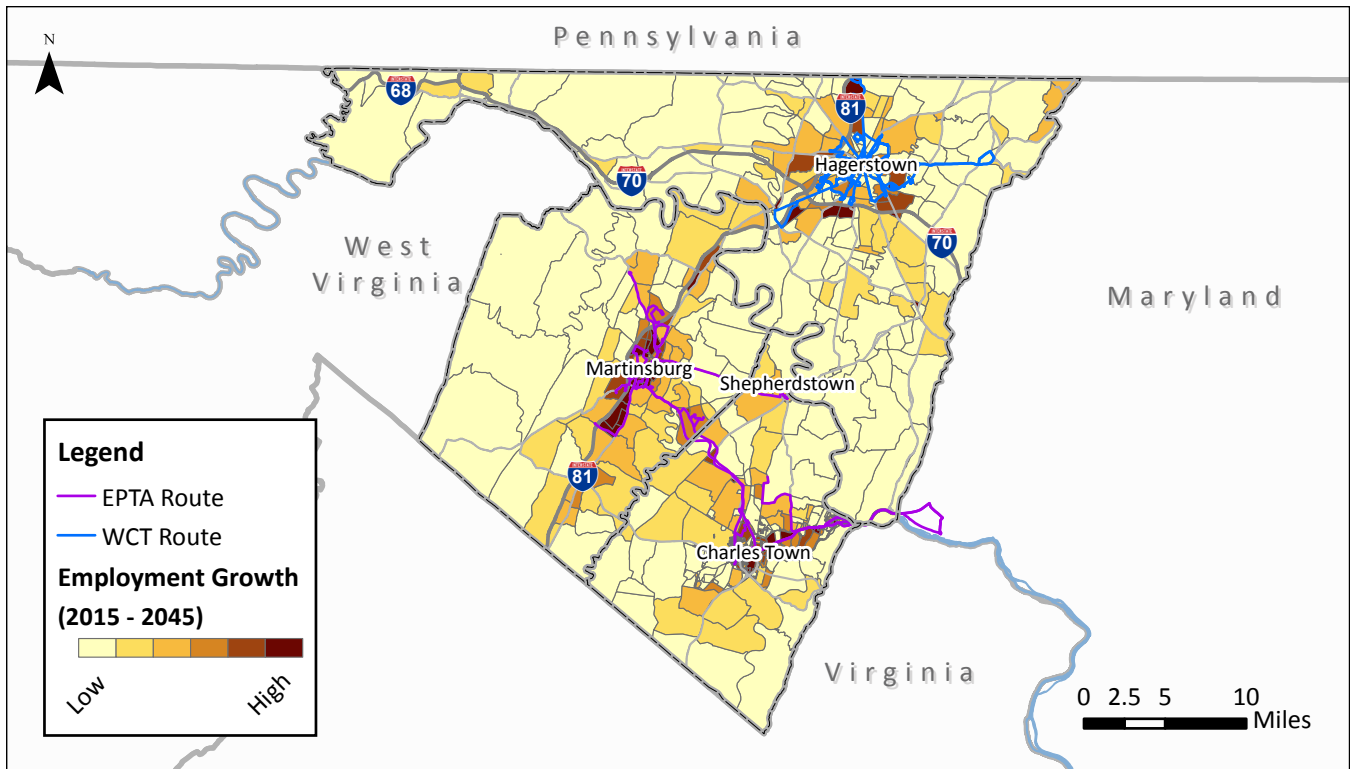 Pennsylvania
N
68
81
Hagerstown
70
70
West
Virginia
Maryland
Martinsburg
Shepherdstown
81
Charles Town
Virginia
Legend
EPTA Route
WCT Route
Employment Growth
(2015 - 2045)
Low
High
0 2.5 5 10
Miles